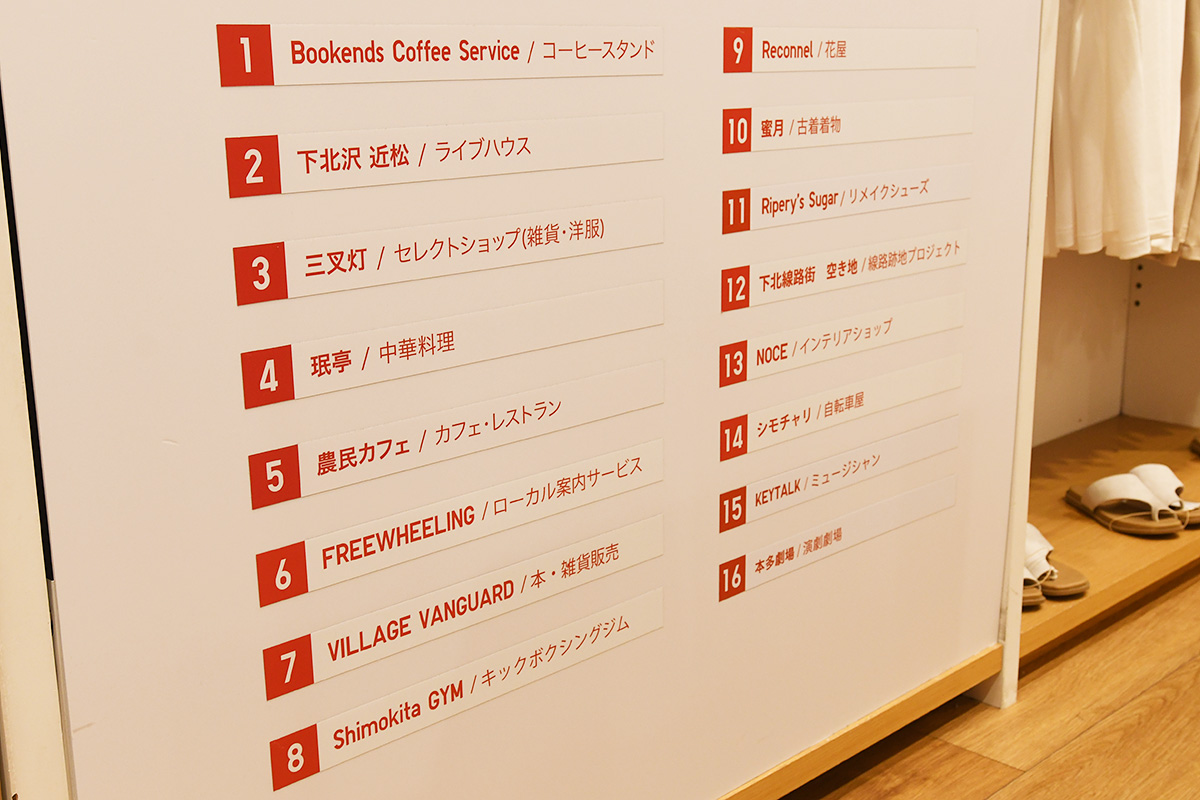 1 Bookends Coffee Service / コーヒースタンド
2 下北沢 近松 / ライブハウス
3 三叉灯 / セレクトショップ(雑貨・洋服)
4 珉亭 / 中華料理
5 農民カフェ / カフェ・レストラン
6 FREEWHEELING / ローカル案内サービス
7 VILLAGE VANGUARD / 本・雑貨販売
8 Shimokita GYM / キックボクシングジム
9 Reconnel / 花屋
10 蜜月 / 古着着物
11 Ripery's Sugar / リメイクシューズ
12 下北線路街 空き地 / 線路跡地プロジェクト
13 NOCE / インテリアショップ
14 シモチャリ / 自転車屋
15 KEYTALK / ミュージシャン
16 本多劇場 / 演劇劇場